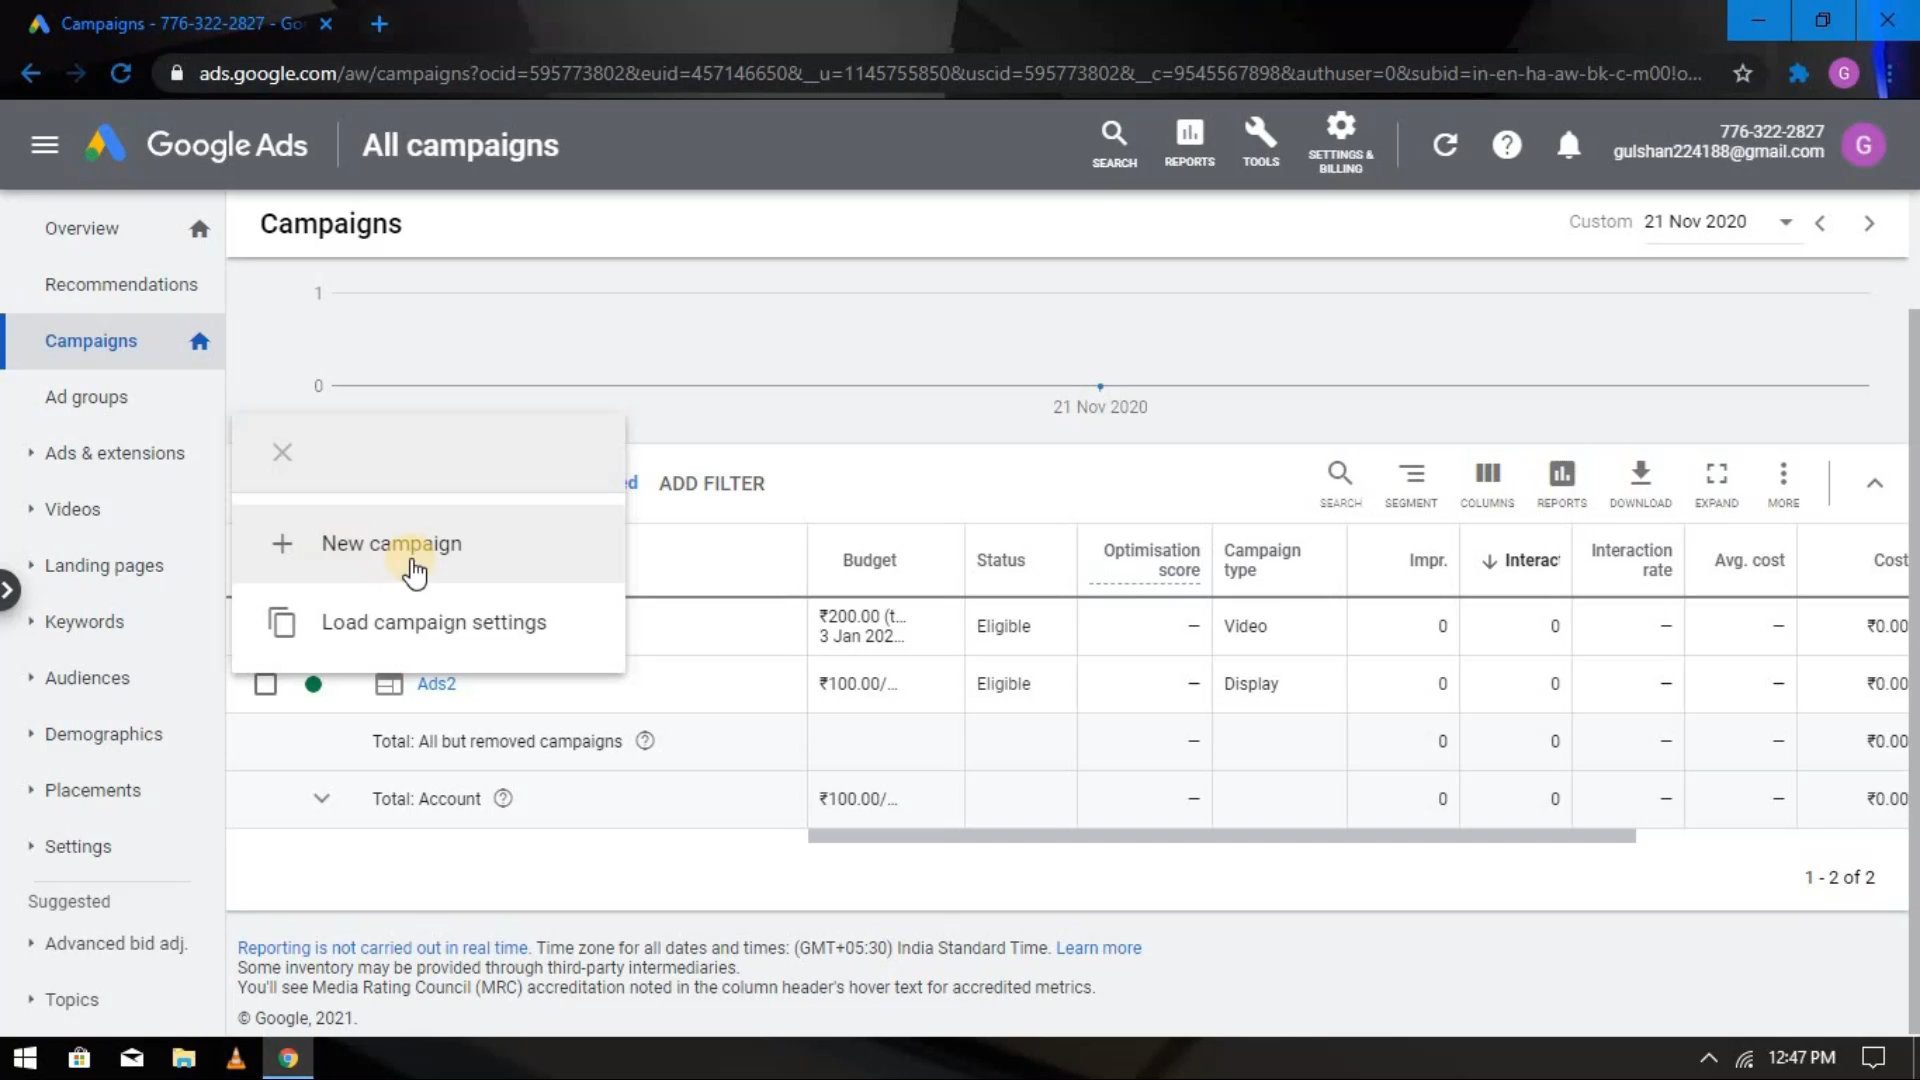 Campaigns - 776-322-2827 - Go
ads.google.com/aw/campaigns?ocid=595773802&euid=457146650&__u=1145755850&uscid=595773802&__c=9545567898&authuser=0&subid=in-en-ha-aw-bk-c-m00!o...
G
Google Ads
All campaigns
SEARCH
REPORTS
TOOLS
SETTINGS &
BILLING
776-322-2827
gulshan224188@gmail.com
G
Overview
Recommendations
Campaigns
Ad groups
Ads & extensions
Videos
Landing pages
Keywords
Audiences
Demographics
Placements
Settings
Suggested
Advanced bid adj.
Topics
Campaigns
Custom 21 Nov 2020
1
0
21 Nov 2020
ed ADD FILTER
SEARCH
SEGMENT
COLUMNS
REPORTS
DOWNLOAD
EXPAND
MORE
New campaign
Load campaign settings
Budget
Status
Optimisation
score
Campaign
type
Impr.
Interac
Interaction
rate
Avg. cost
Cost
₹200.00 (t...
3 Jan 202...
Eligible – Video 0 0 – – ₹0.00
Ads2 ₹100.00/... Eligible – Display 0 0 – – ₹0.00
Total: All but removed campaigns – 0 0 – – ₹0.00
Total: Account ₹100.00/... – 0 0 – – ₹0.00
1 - 2 of 2
Reporting is not carried out in real time. Time zone for all dates and times: (GMT+05:30) India Standard Time. Learn more
Some inventory may be provided through third-party intermediaries.
You'll see Media Rating Council (MRC) accreditation noted in the column header's hover text for accredited metrics.
© Google, 2021.
12:47 PM